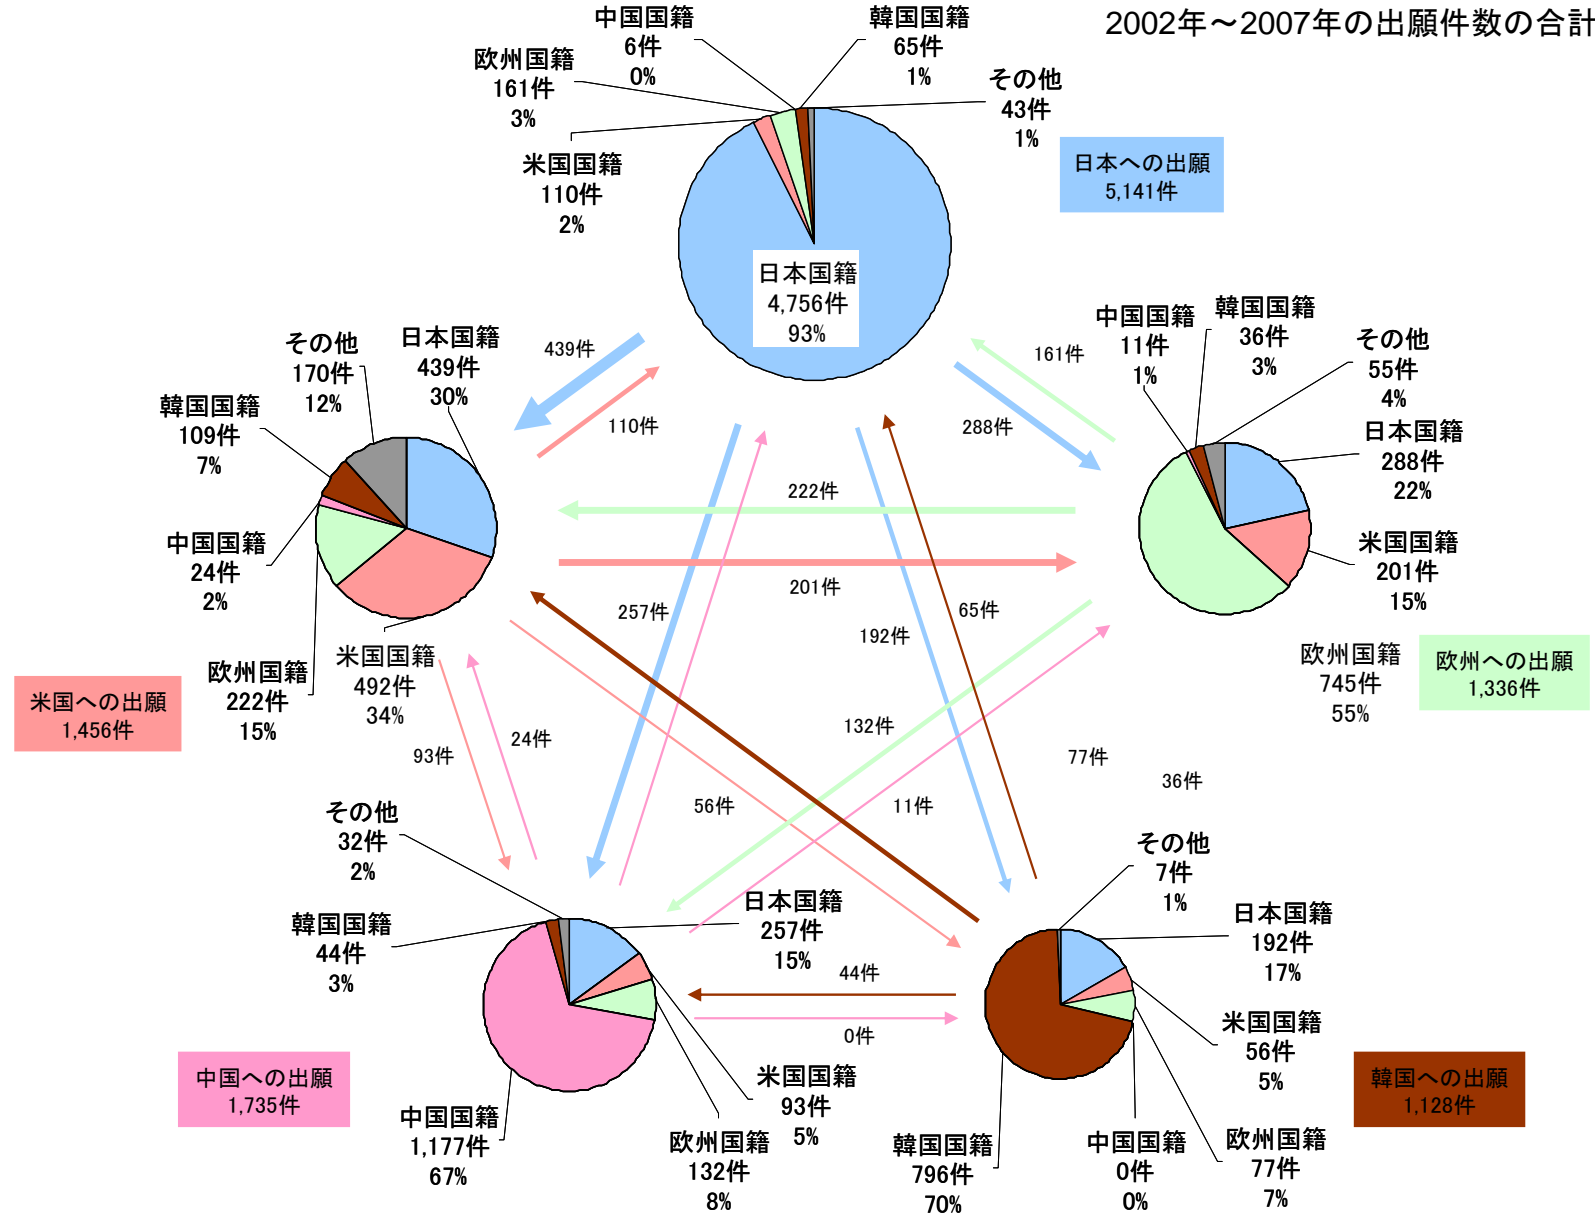 2002年～2007年の出願件数の合計
中国国籍
6件
0%
韓国国籍
65件
1%
欧州国籍
161件
3%
その他
43件
1%
米国国籍
110件
2%
日本への出願
5,141件
日本国籍
4,756件
93%
その他
170件
12%
日本国籍
439件
30%
韓国国籍
109件
7%
中国国籍
24件
2%
欧州国籍
222件
15%
米国国籍
492件
34%
米国への出願
1,456件
中国国籍
11件
1%
韓国国籍
36件
3%
その他
55件
4%
日本国籍
288件
22%
米国国籍
201件
15%
欧州国籍
745件
55%
欧州への出願
1,336件
439件
110件
161件
288件
222件
201件
257件
192件
65件
132件
77件
36件
93件
24件
56件
11件
44件
0件
その他
32件
2%
韓国国籍
44件
3%
日本国籍
257件
15%
米国国籍
93件
5%
欧州国籍
132件
8%
中国国籍
1,177件
67%
中国への出願
1,735件
その他
7件
1%
日本国籍
192件
17%
米国国籍
56件
5%
欧州国籍
77件
7%
中国国籍
0件
0%
韓国国籍
796件
70%
韓国への出願
1,128件